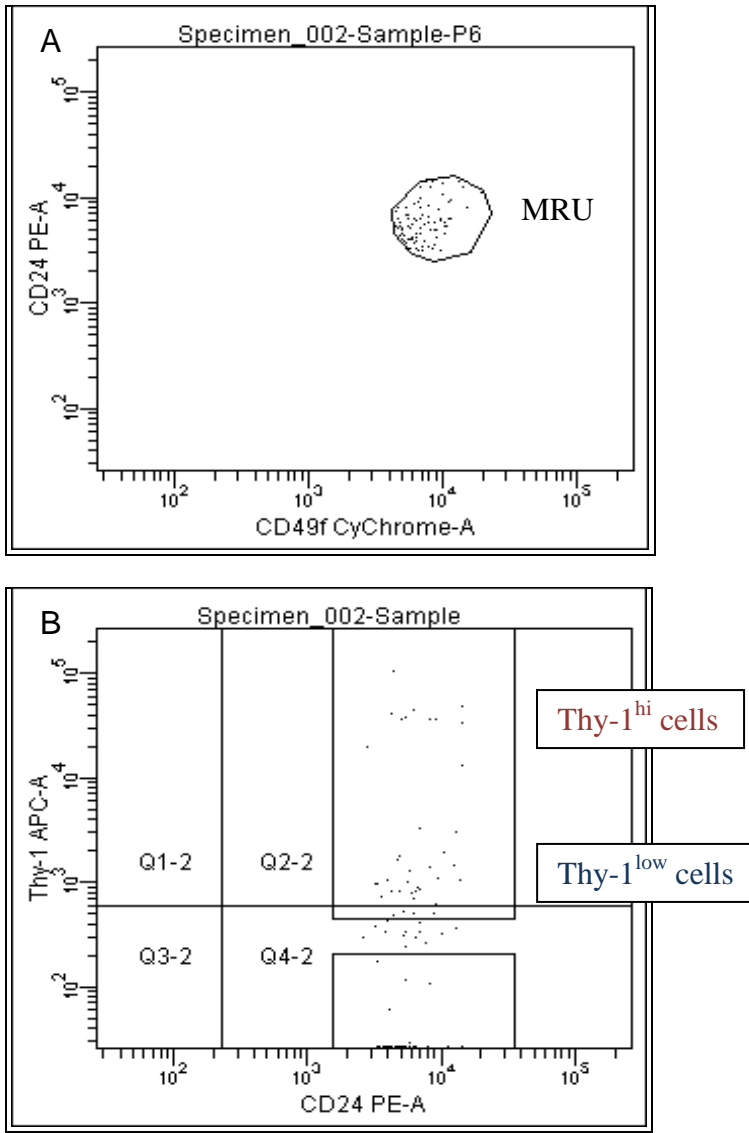 A
Specimen_002-Sample-P6
CD24 PE-A
10^5
10^4
10^3
10^2
MRU
10^2 10^3 10^4 10^5
CD49f CyChrome-A
B
Specimen_002-Sample
Thy-1 APC-A
10^5
10^4
10^3
10^2
Thy-1^hi cells
Thy-1^low cells
Q1-2 Q2-2
Q3-2 Q4-2
10^2 10^3 10^4 10^5
CD24 PE-A